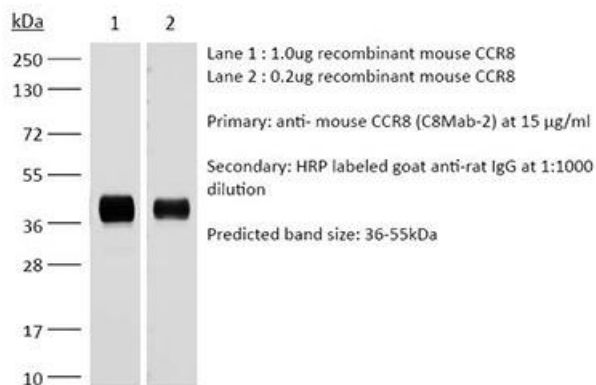 kDa
1 2
250
130
72
55
36
28
17
10
Lane 1 : 1.0ug recombinant mouse CCR8
Lane 2 : 0.2ug recombinant mouse CCR8
Primary: anti- mouse CCR8 (C8Mab-2) at 15 µg/ml
Secondary: HRP labeled goat anti-rat IgG at 1:1000
dilution
Predicted band size: 36-55kDa